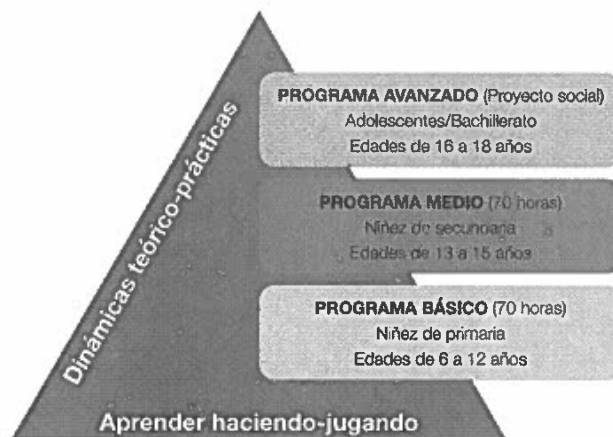 PROGRAMA AVANZADO (Proyecto social)
Adolescentes/Bachillerato
Edades de 16 a 18 años
PROGRAMA MEDIO (70 horas)
Niñez de secundaria
Edades de 13 a 15 años
PROGRAMA BÁSICO (70 horas)
Niñez de primaria
Edades de 6 a 12 años
Dinámicas teórico-prácticas
Aprender haciendo-jugando